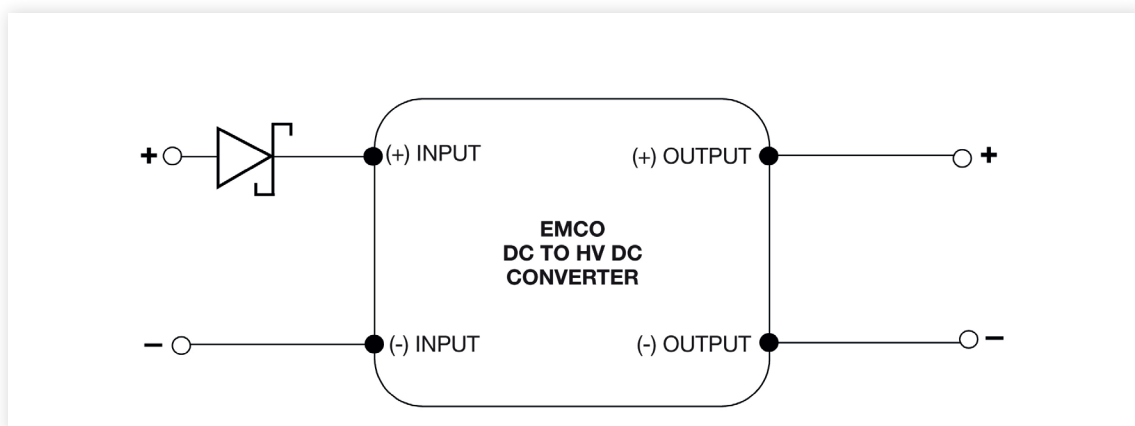 + (+) INPUT (+) OUTPUT +
EMCO
DC TO HV DC
CONVERTER
– (-) INPUT (-) OUTPUT –